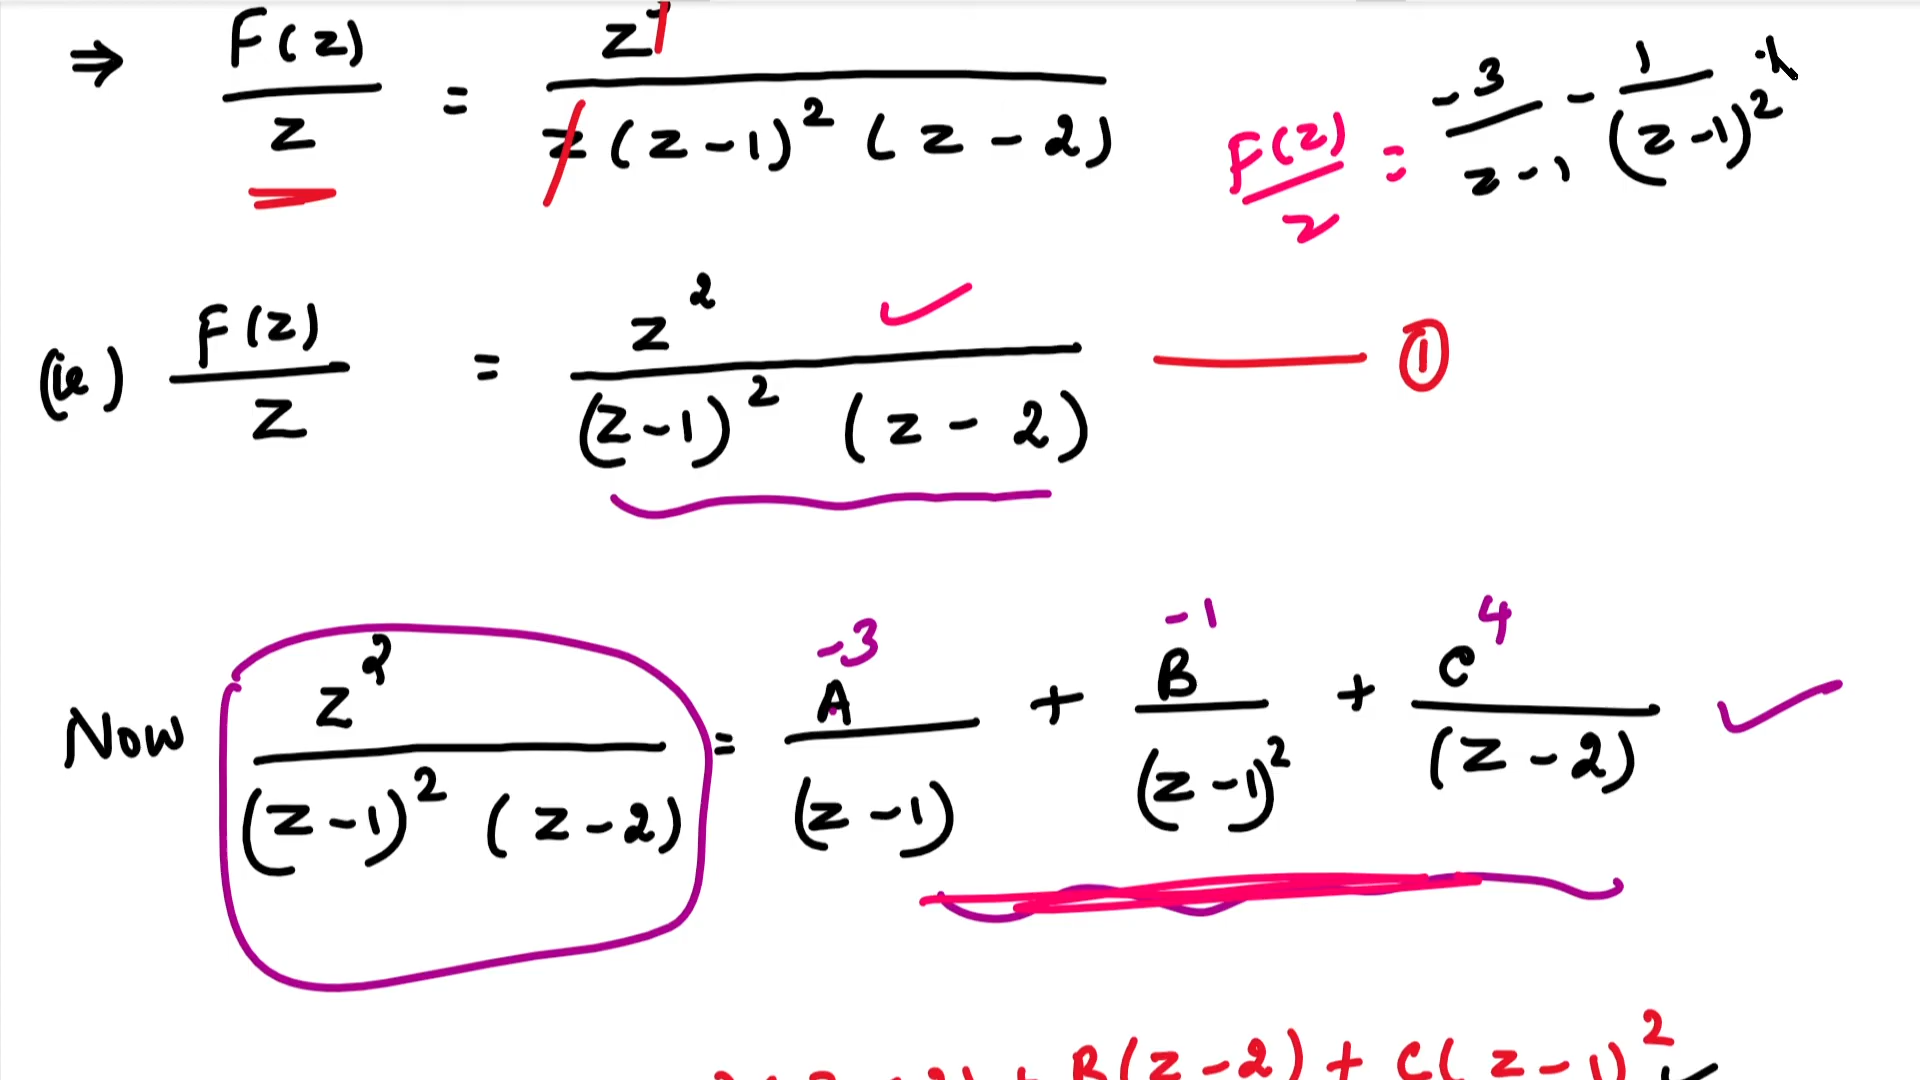 ⇒ F(z)/z = z³/z(z-1)²(z-2)
F(z)/z = -3/z-1 - 1/(z-1)²
(ie) F(z)/z = z²/(z-1)² (z-2) —— ①
-3 -1 4
Now z²/(z-1)² (z-2) = A/(z-1) + B/(z-1)² + C/(z-2)
+ B(z-2) + C(z-1)²